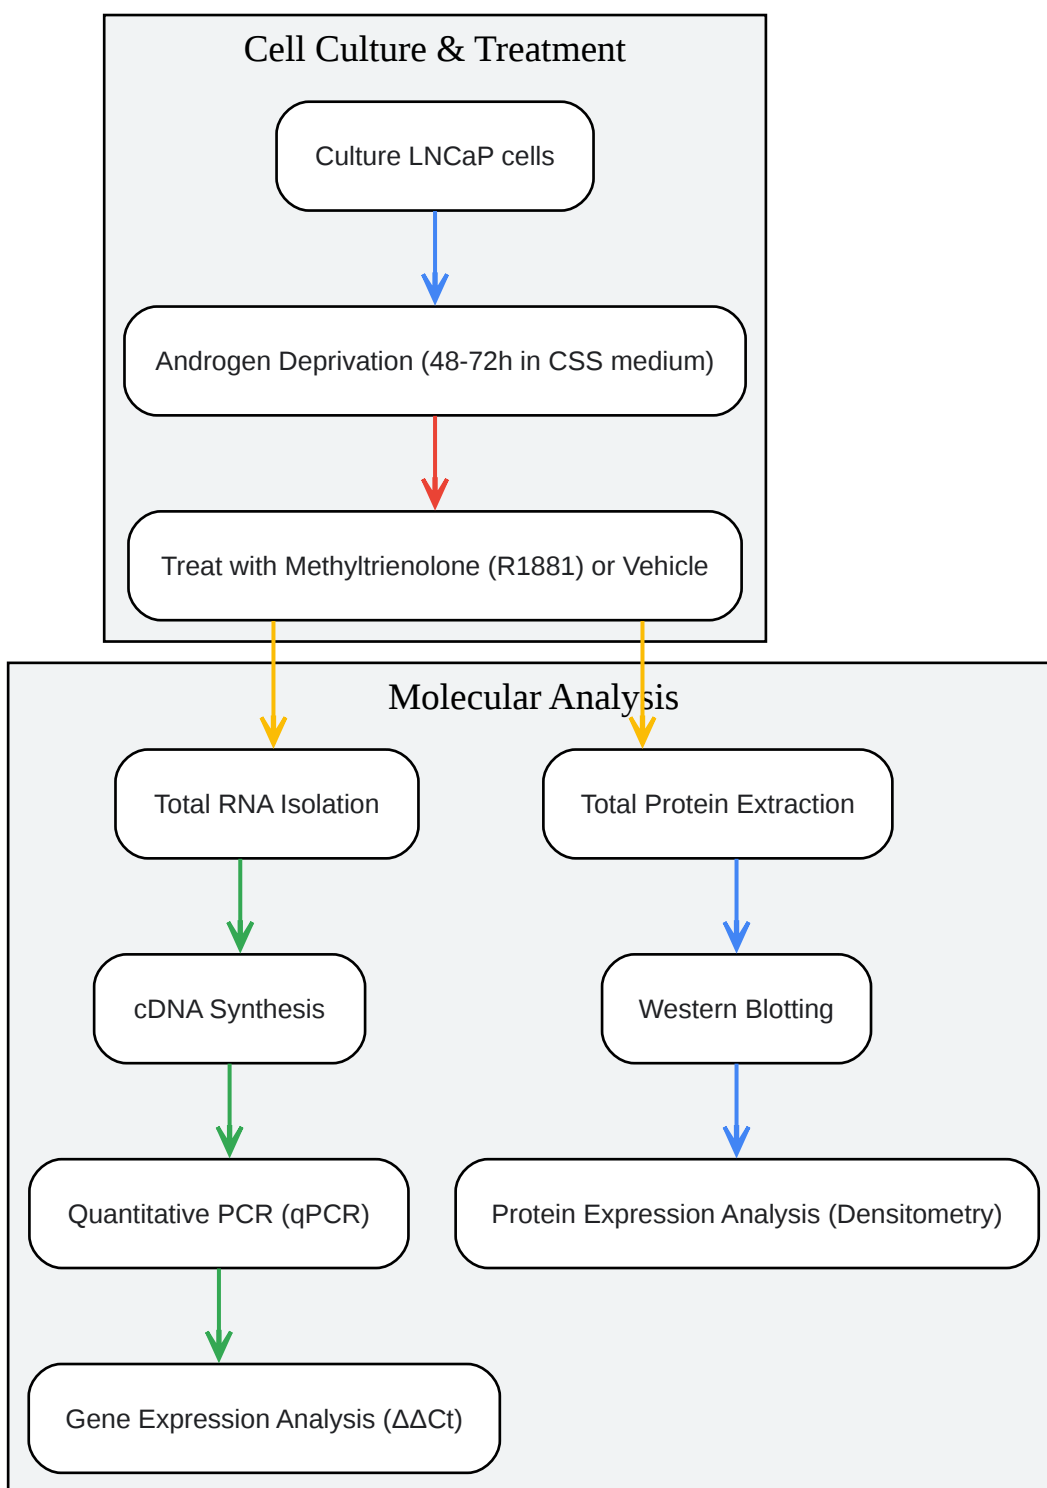 Cell Culture & Treatment
Culture LNCaP cells
Androgen Deprivation (48-72h in CSS medium)
Treat with Methyltrienolone (R1881) or Vehicle
Molecular Analysis
Total RNA Isolation
Total Protein Extraction
cDNA Synthesis
Western Blotting
Quantitative PCR (qPCR)
Protein Expression Analysis (Densitometry)
Gene Expression Analysis (ΔΔCt)